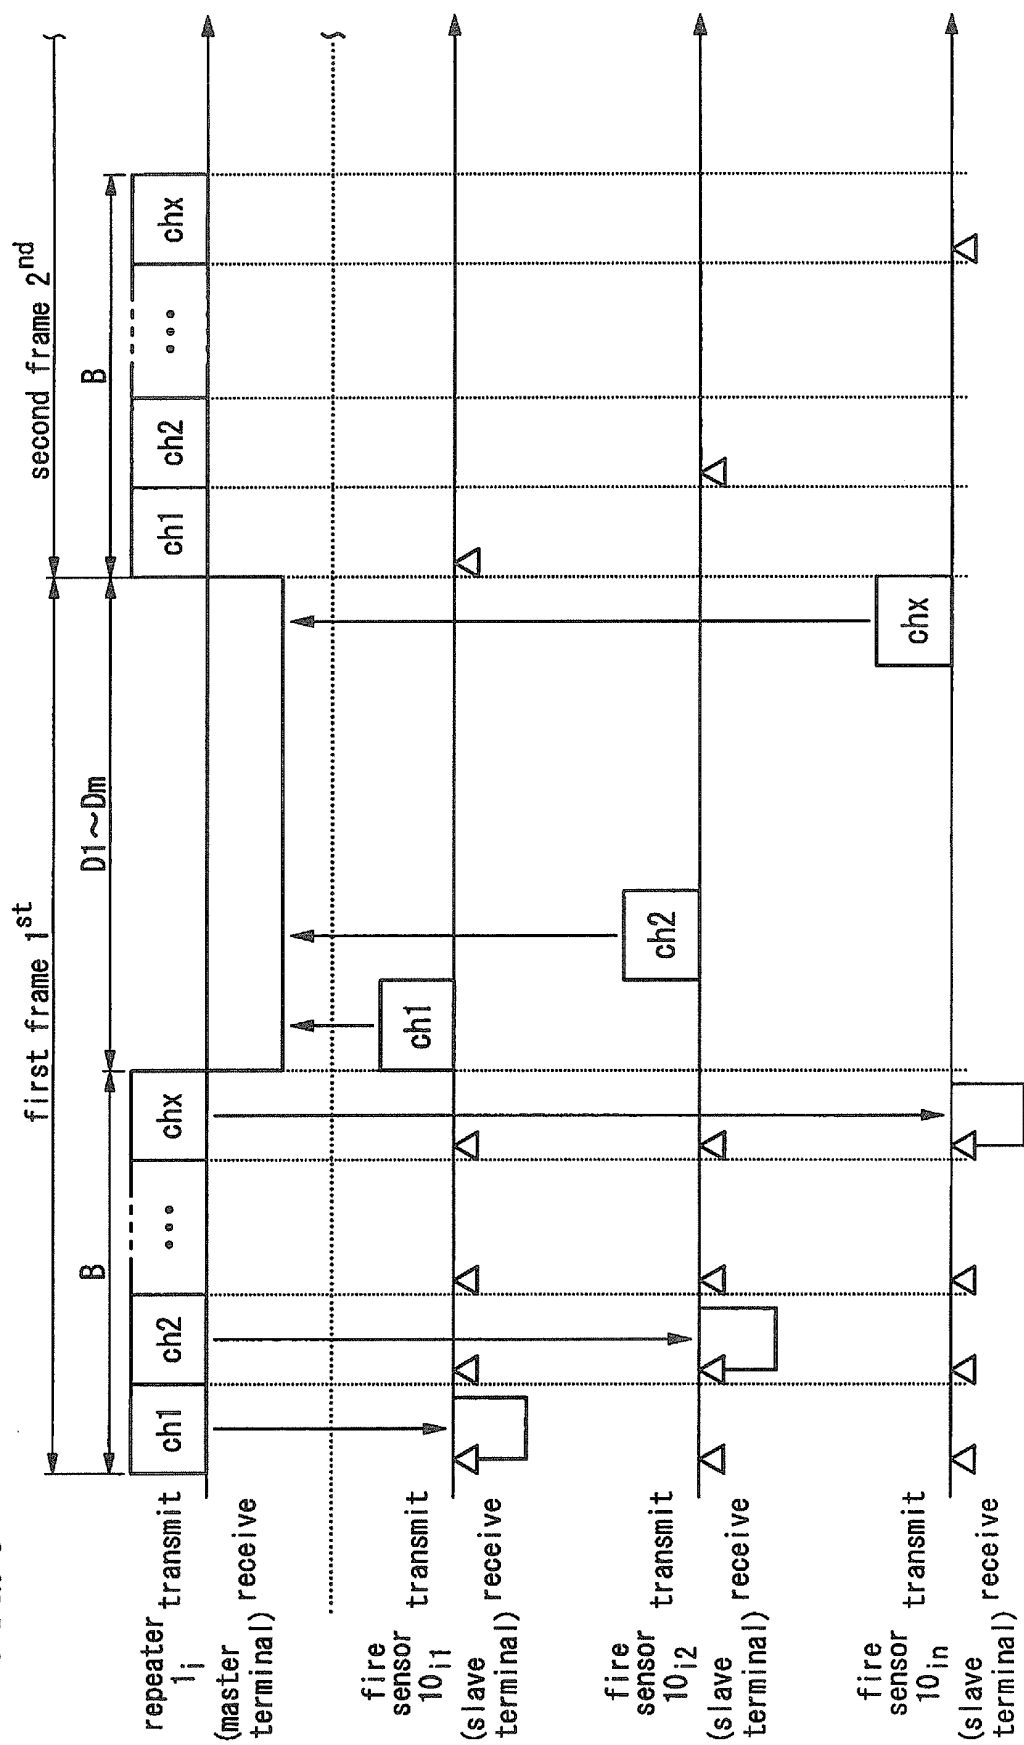 first frame 1st
second frame 2nd
B
D1~Dm
B
repeater
1i
(master
terminal)
transmit
receive
ch1
ch2
•••
chx
ch1
ch2
•••
chx
fire
sensor
10i1
(slave
terminal)
transmit
receive
ch1
fire
sensor
10i2
(slave
terminal)
transmit
receive
ch2
fire
sensor
10in
(slave
terminal)
transmit
receive
chx